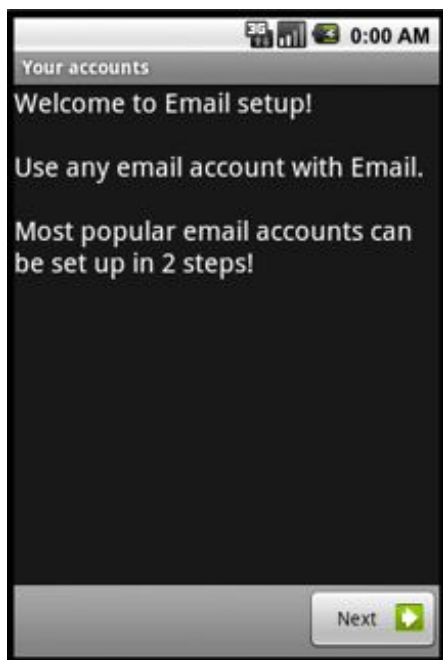 3G 0:00 AM
Your accounts
Welcome to Email setup!
Use any email account with Email.
Most popular email accounts can
be set up in 2 steps!
Next